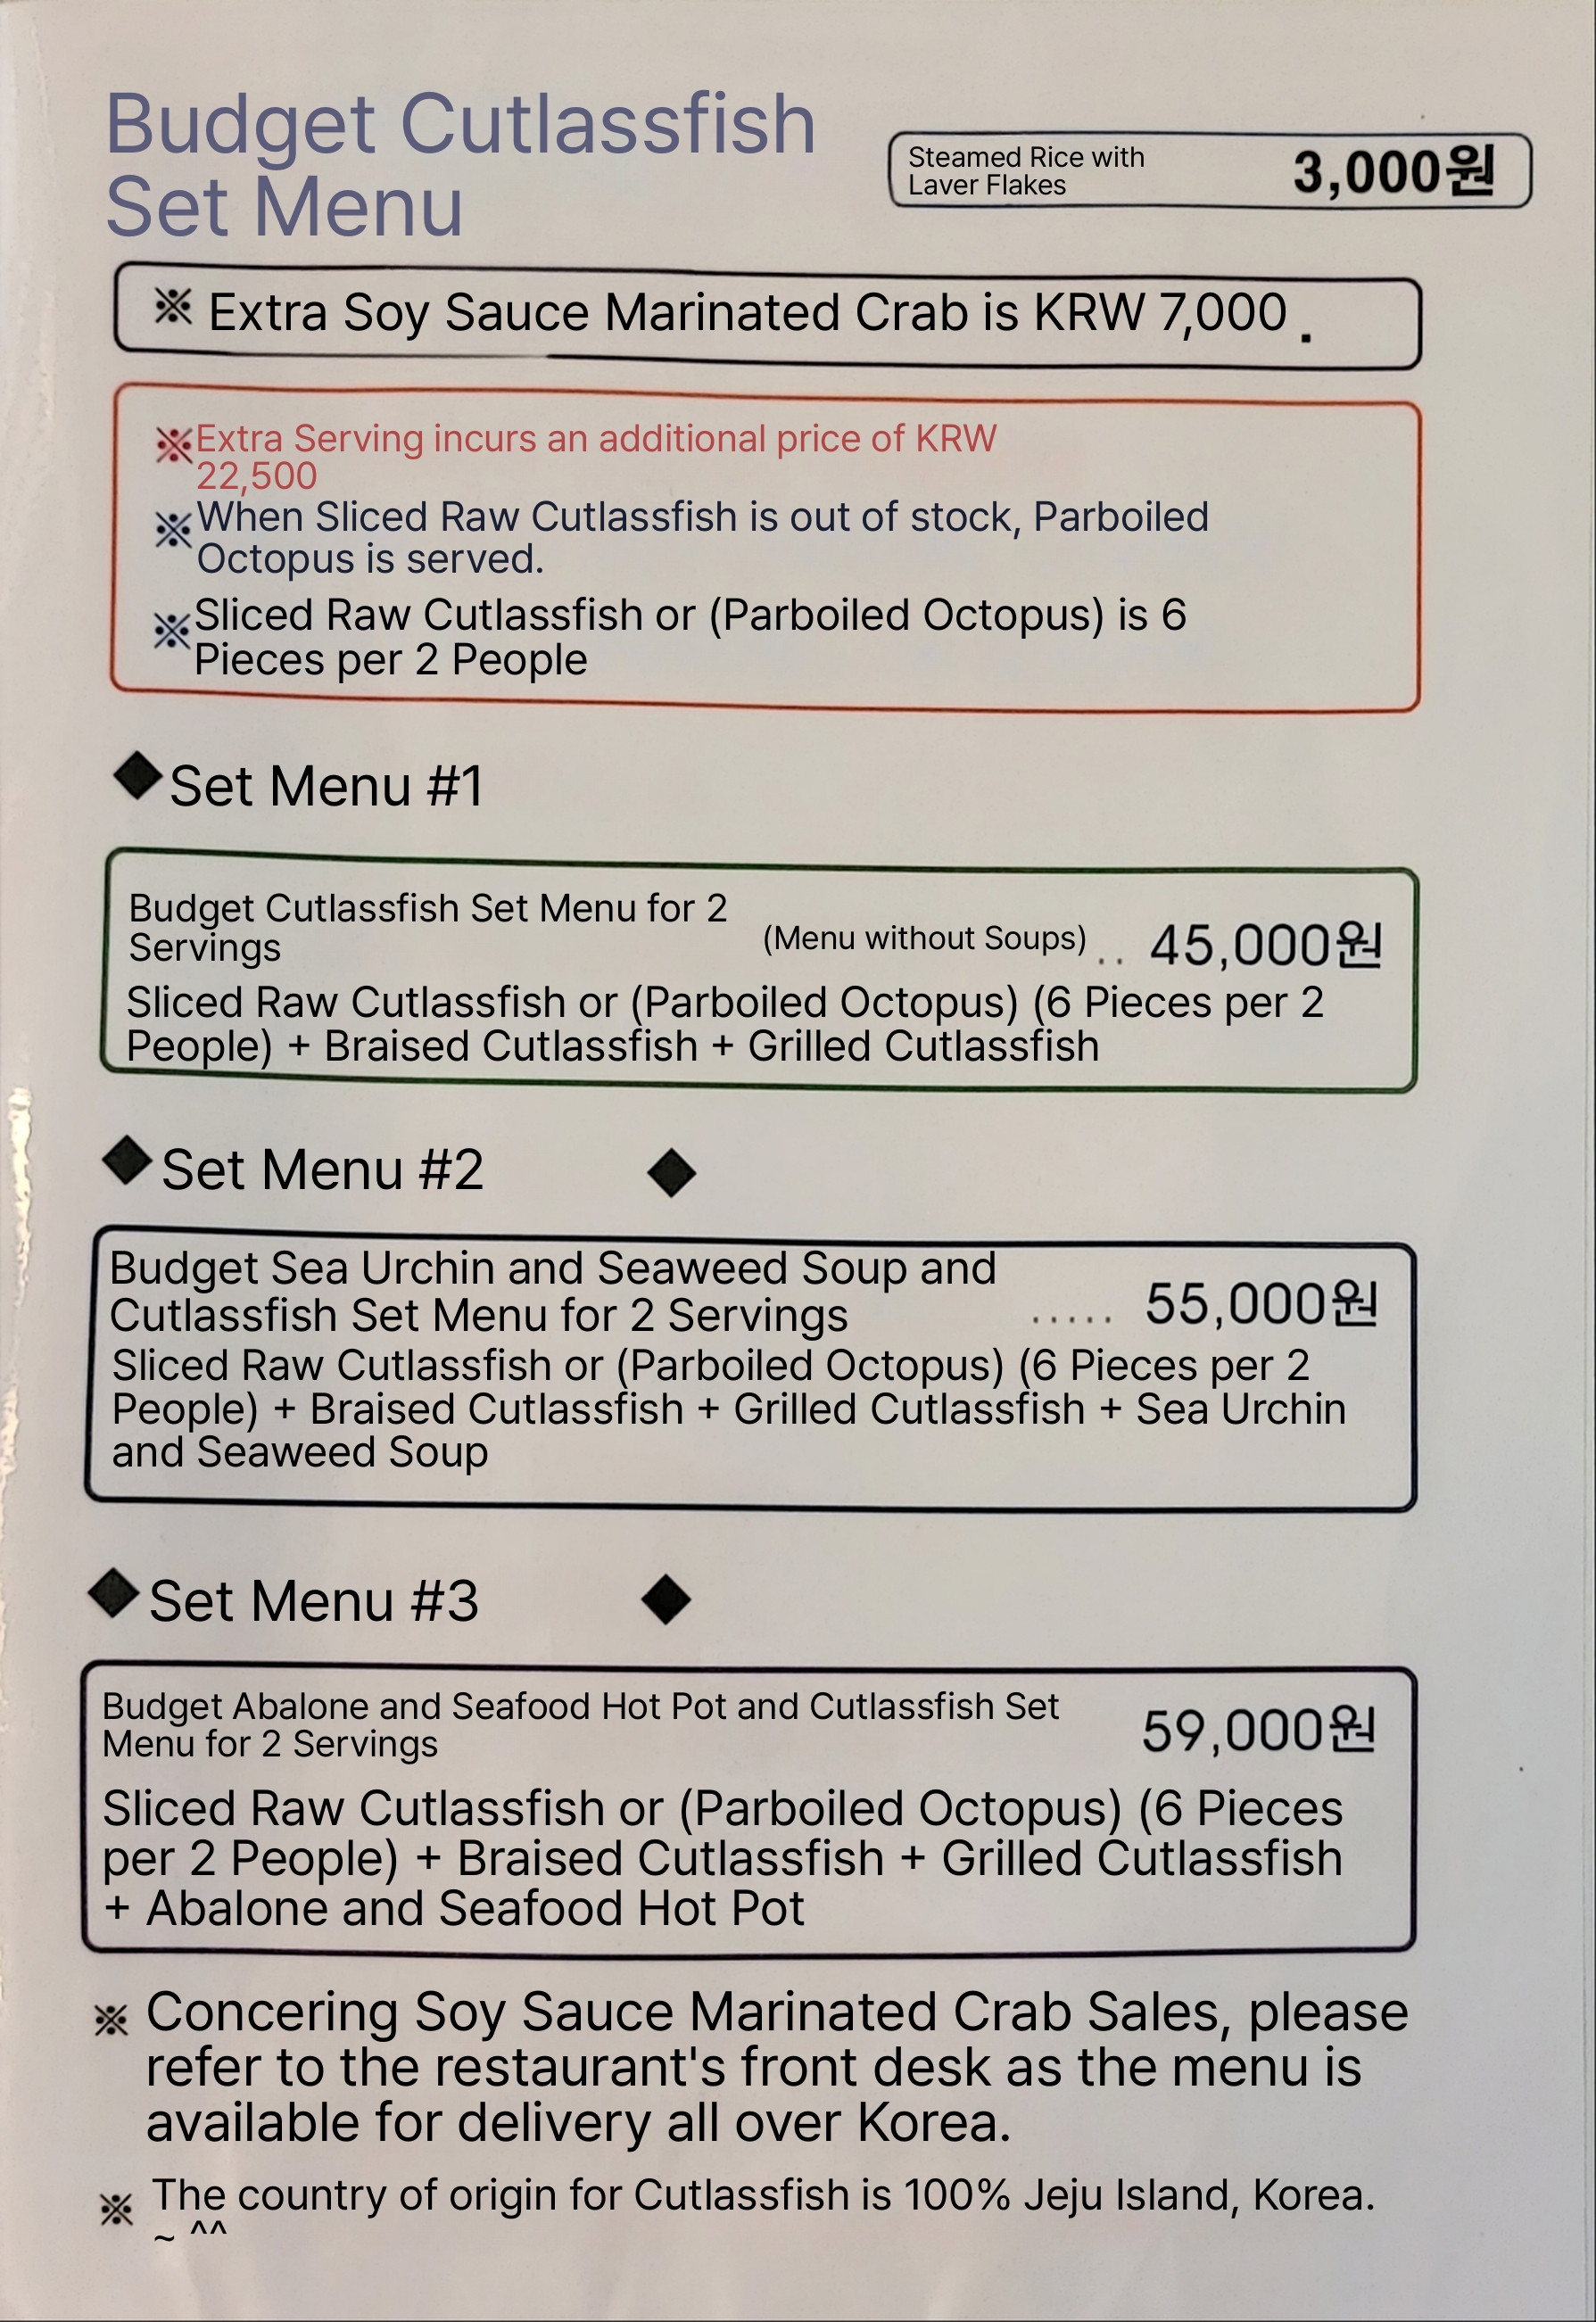 Budget Cutlassfish
Set Menu
Steamed Rice with
Laver Flakes
3,000원
※ Extra Soy Sauce Marinated Crab is KRW 7,000 .
※Extra Serving incurs an additional price of KRW
22,500
※When Sliced Raw Cutlassfish is out of stock, Parboiled
Octopus is served.
※Sliced Raw Cutlassfish or (Parboiled Octopus) is 6
Pieces per 2 People
◆Set Menu #1
Budget Cutlassfish Set Menu for 2
Servings
(Menu without Soups) .. 45,000원
Sliced Raw Cutlassfish or (Parboiled Octopus) (6 Pieces per 2
People) + Braised Cutlassfish + Grilled Cutlassfish
◆Set Menu #2 ◆
Budget Sea Urchin and Seaweed Soup and
Cutlassfish Set Menu for 2 Servings
..... 55,000원
Sliced Raw Cutlassfish or (Parboiled Octopus) (6 Pieces per 2
People) + Braised Cutlassfish + Grilled Cutlassfish + Sea Urchin
and Seaweed Soup
◆Set Menu #3 ◆
Budget Abalone and Seafood Hot Pot and Cutlassfish Set
Menu for 2 Servings
59,000원
Sliced Raw Cutlassfish or (Parboiled Octopus) (6 Pieces
per 2 People) + Braised Cutlassfish + Grilled Cutlassfish
+ Abalone and Seafood Hot Pot
※ Concering Soy Sauce Marinated Crab Sales, please
refer to the restaurant's front desk as the menu is
available for delivery all over Korea.
※ The country of origin for Cutlassfish is 100% Jeju Island, Korea.
~ ^^